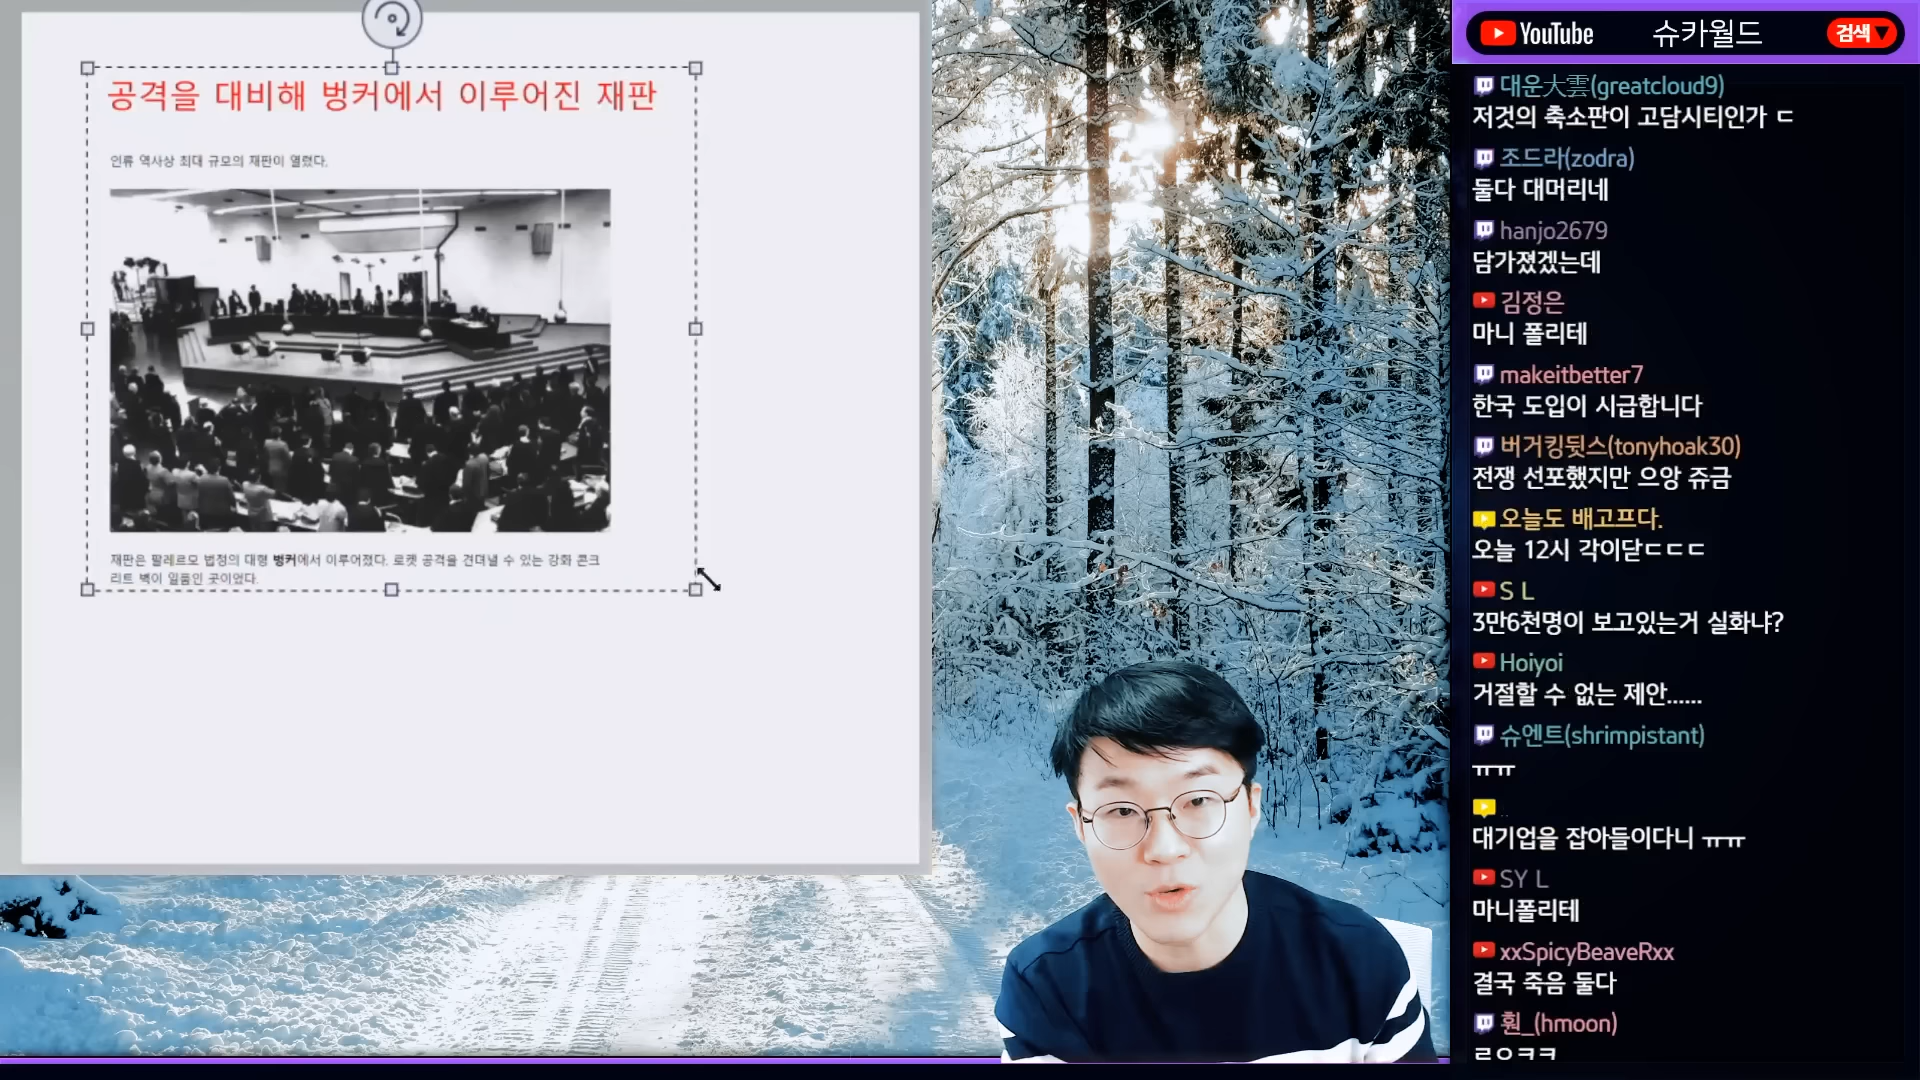 공격을 대비해 벙커에서 이루어진 재판
인류 역사상 최대 규모의 재판이 열렸다.
재판은 팔레르모 법정의 대형 벙커에서 이루어졌다. 로켓 공격을 견뎌낼 수 있는 강화 콘크
리트 벽이 일품인 곳이었다.
YouTube 슈카월드 검색▼
대운大雲(greatcloud9)
저것의 축소판이 고담시티인가 ㄷ
조드라(zodra)
둘다 대머리네
hanjo2679
담가졌겠는데
김정은
마니 폴리테
makeitbetter7
한국 도입이 시급합니다
버거킹뒷스(tonyhoak30)
전쟁 선포했지만 으앙 쥬금
오늘도 배고프다.
오늘 12시 각이닫ㄷㄷㄷ
S L
3만6천명이 보고있는거 실화냐?
Hoiyoi
거절할 수 없는 제안......
슈엔트(shrimpistant)
ㅠㅠ
..
대기업을 잡아들이다니 ㅠㅠ
SY L
마니폴리테
xxSpicyBeaveRxx
결국 죽음 둘다
훤_(hmoon)
ㄹㅇㅋㅋ